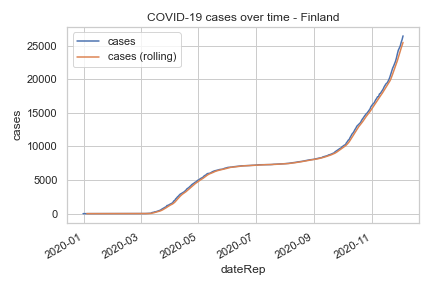 COVID-19 cases over time - Finland
cases
cases (rolling)
25000
20000
15000
10000
5000
0
cases
2020-01
2020-03
2020-05
2020-07
2020-09
2020-11
dateRep